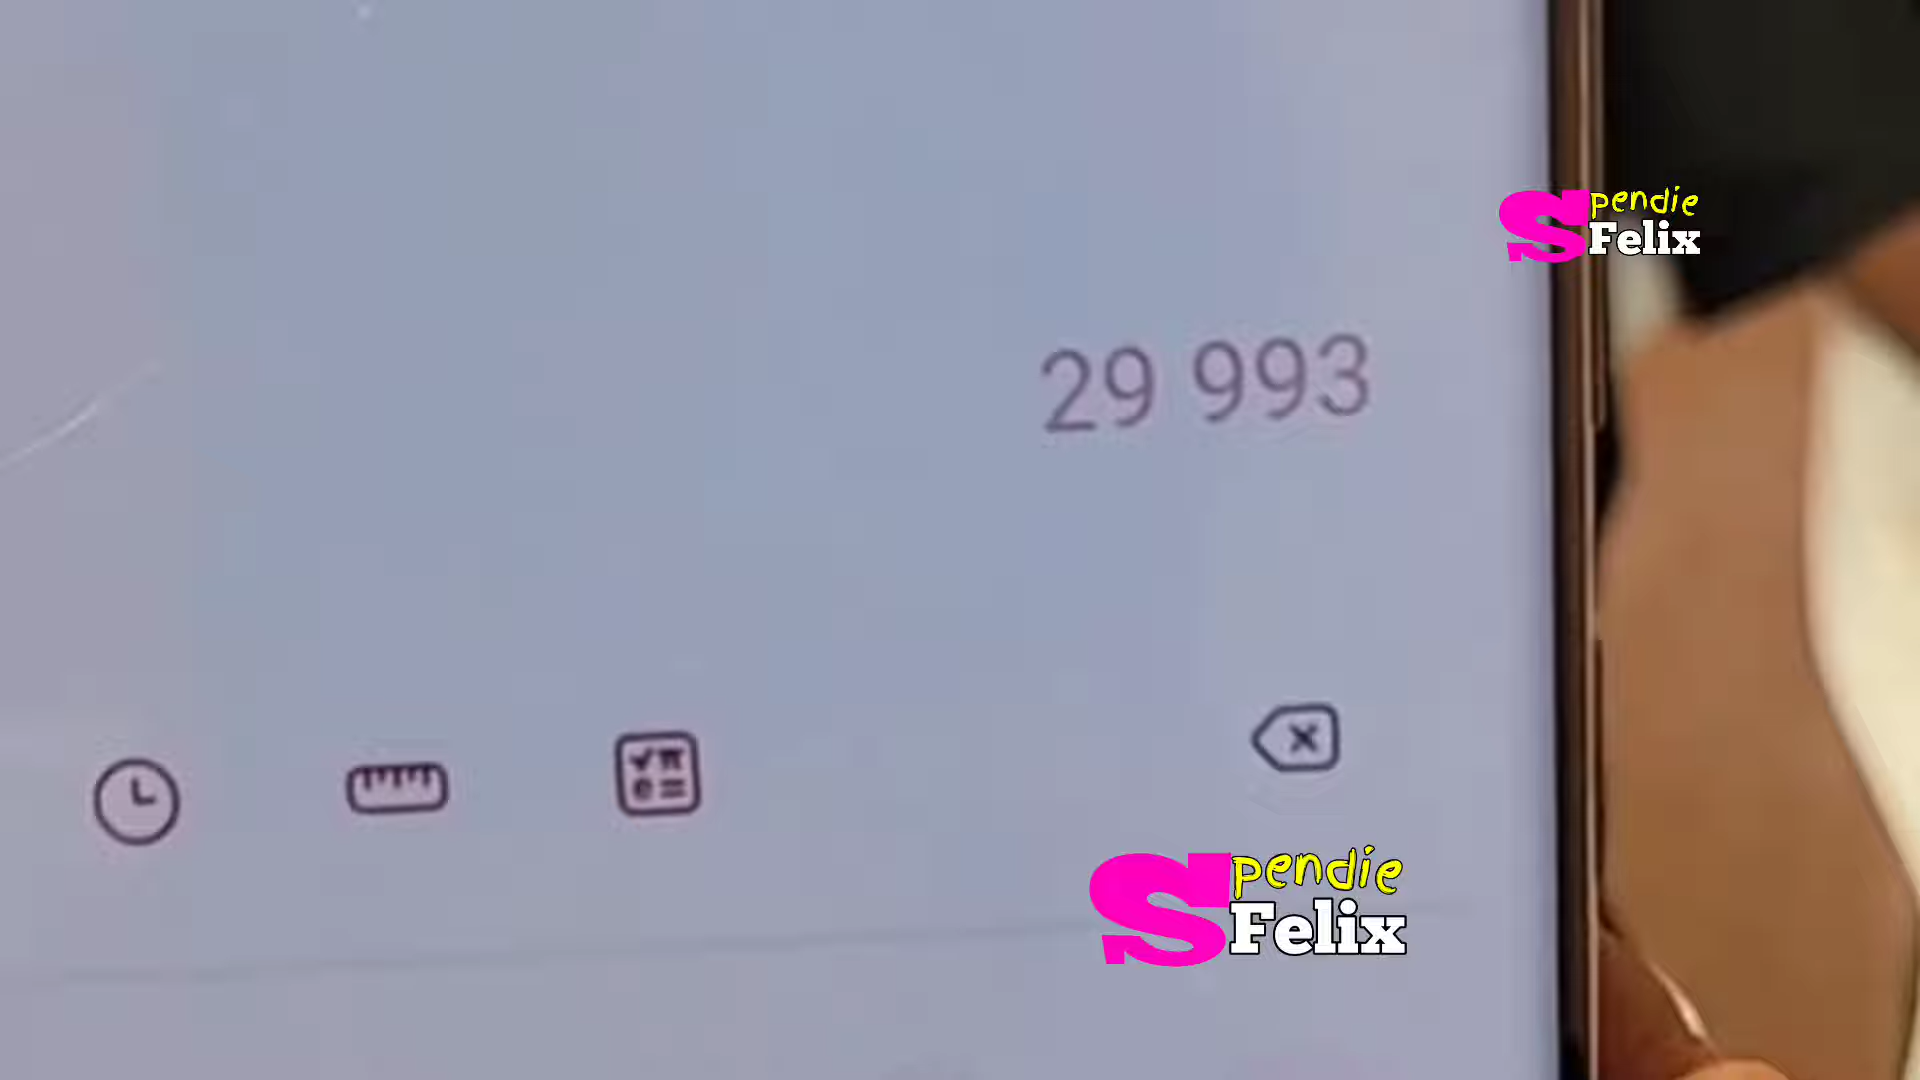 Spendie
Felix
29 993
√π
e=
Spendie
Felix